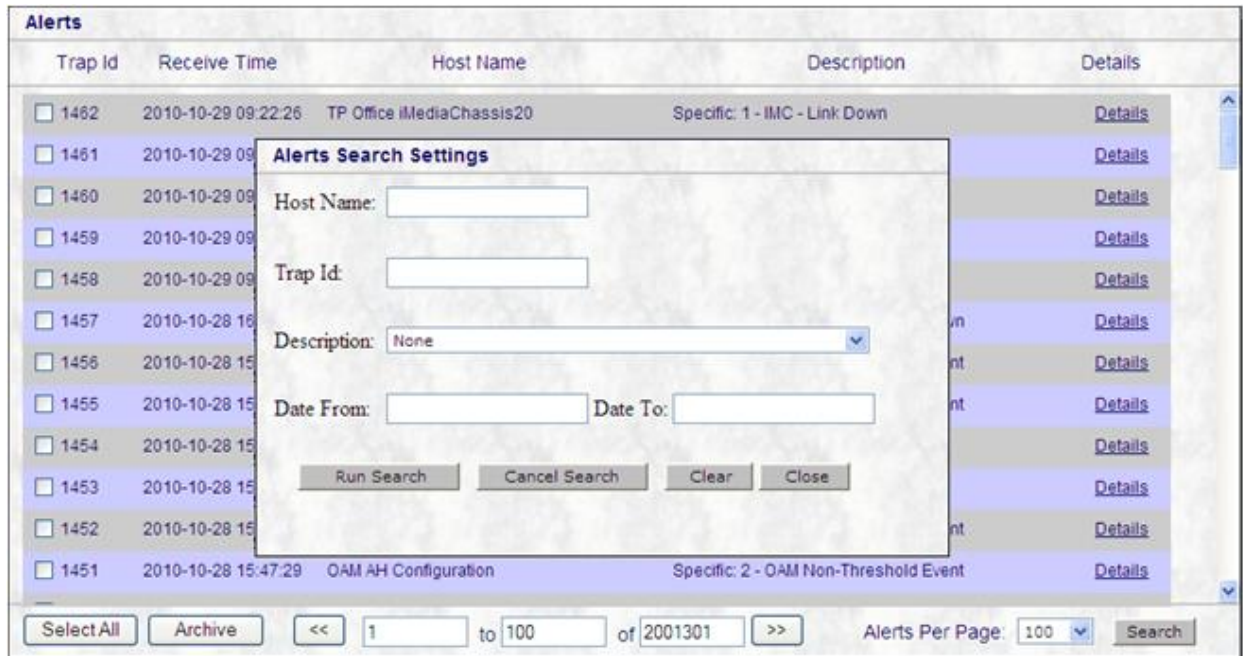 Alerts
Trap Id Receive Time Host Name Description Details
1462 2010-10-29 09:22:26 TP Office iMediaChassis20 Specific: 1 - IMC - Link Down Details
Alerts Search Settings
1461 2010-10-29 09 Details
1460 2010-10-29 09 Host Name: Details
1459 2010-10-29 09 Details
1458 2010-10-29 09 Trap Id: Details
1457 2010-10-28 16 vn Details
Description: None
1456 2010-10-28 15 nt Details
1455 2010-10-28 15 Date From: Date To: nt Details
1454 2010-10-28 15 Details
1453 2010-10-28 15 Run Search Cancel Search Clear Close Details
1452 2010-10-28 15 nt Details
1451 2010-10-28 15:47:29 OAM AH Configuration Specific: 2 - OAM Non-Threshold Event Details
Select All Archive << 1 to 100 of 2001301 >> Alerts Per Page: 100 Search